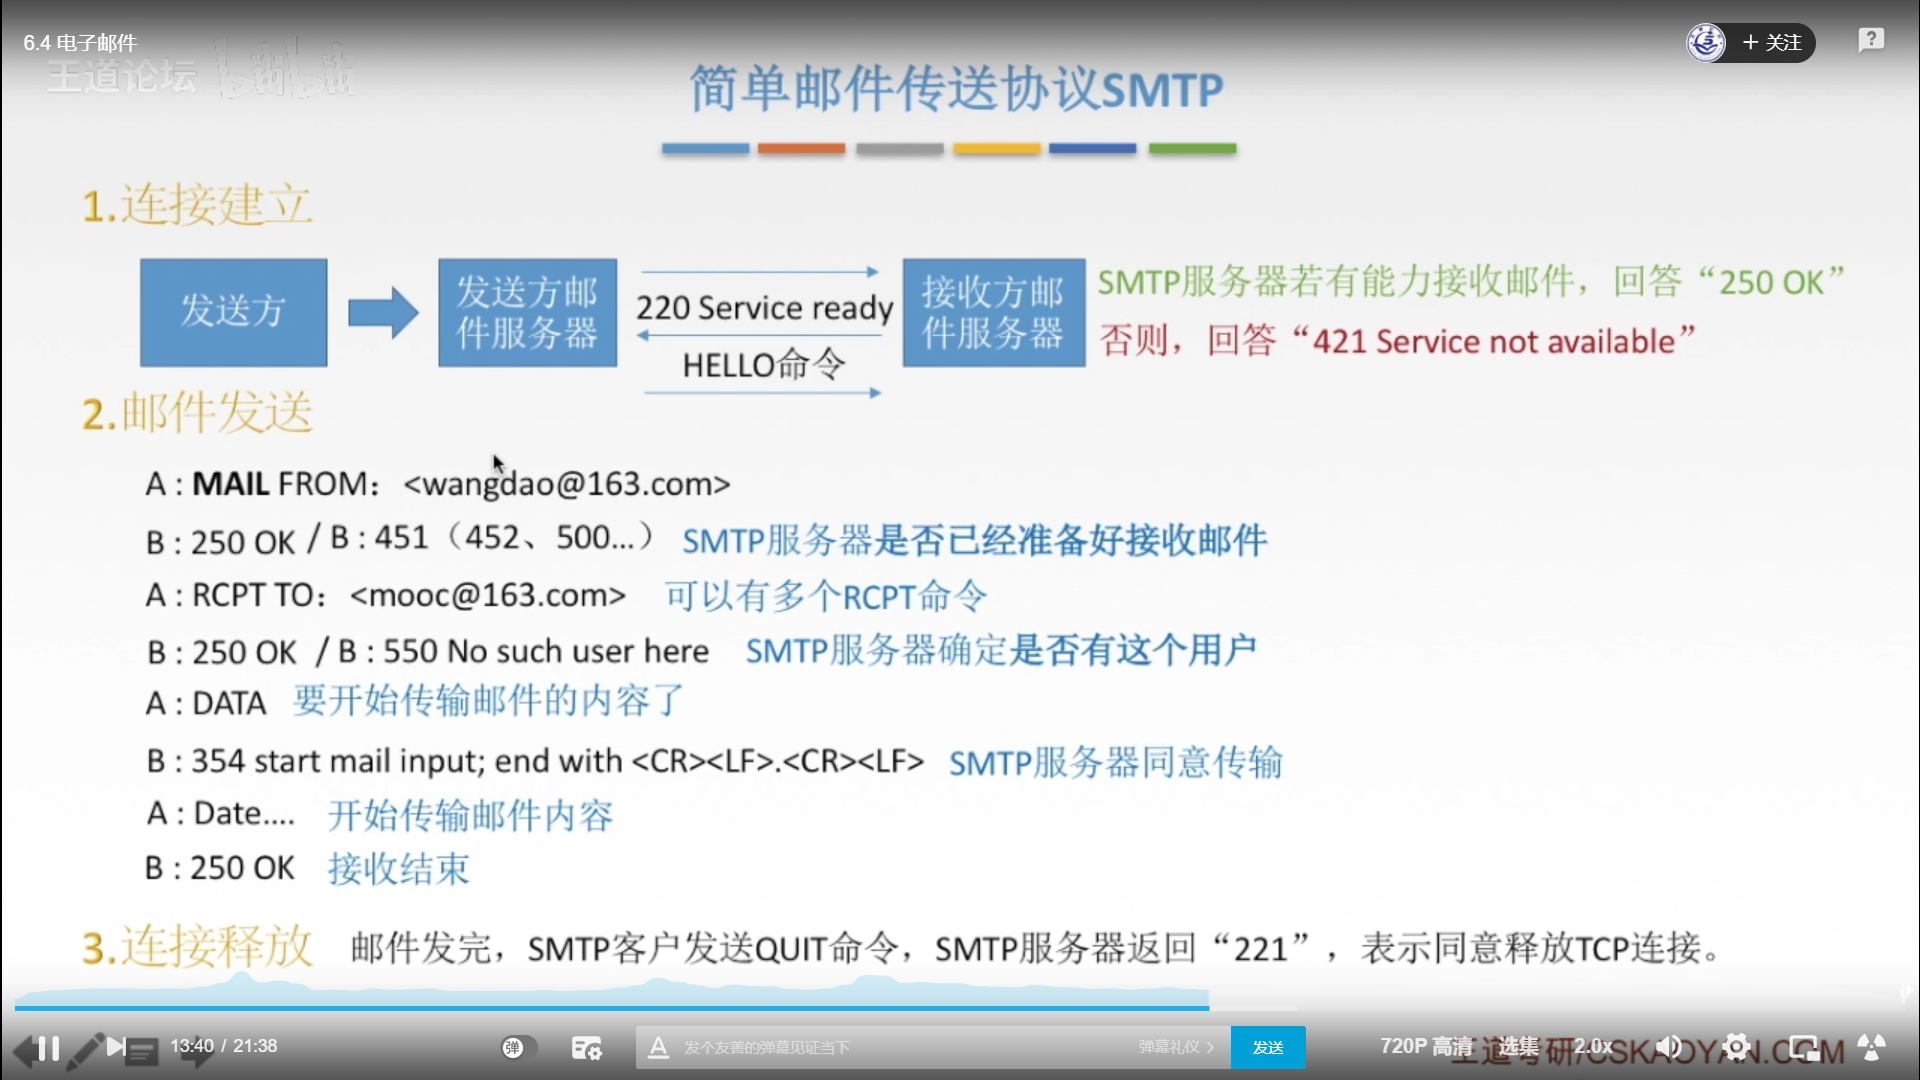 6.4 电子邮件
王道论坛 bilibili
+ 关注
简单邮件传送协议SMTP
1.连接建立
发送方
发送方邮件服务器
220 Service ready
HELLO命令
接收方邮件服务器
SMTP服务器若有能力接收邮件，回答“250 OK”
否则，回答“421 Service not available”
2.邮件发送
A : MAIL FROM：<wangdao@163.com>
B : 250 OK / B : 451（452、500...） SMTP服务器是否已经准备好接收邮件
A : RCPT TO：<mooc@163.com> 可以有多个RCPT命令
B : 250 OK / B : 550 No such user here SMTP服务器确定是否有这个用户
A : DATA 要开始传输邮件的内容了
B : 354 start mail input; end with <CR><LF>.<CR><LF> SMTP服务器同意传输
A : Date.... 开始传输邮件内容
B : 250 OK 接收结束
3.连接释放 邮件发完，SMTP客户发送QUIT命令，SMTP服务器返回“221”，表示同意释放TCP连接。
13:40 / 21:38
弹
发个友善的弹幕见证当下
弹幕礼仪 >
发送
720P 高清
选集
2.0x
王道考研/CSKAOYAN.COM